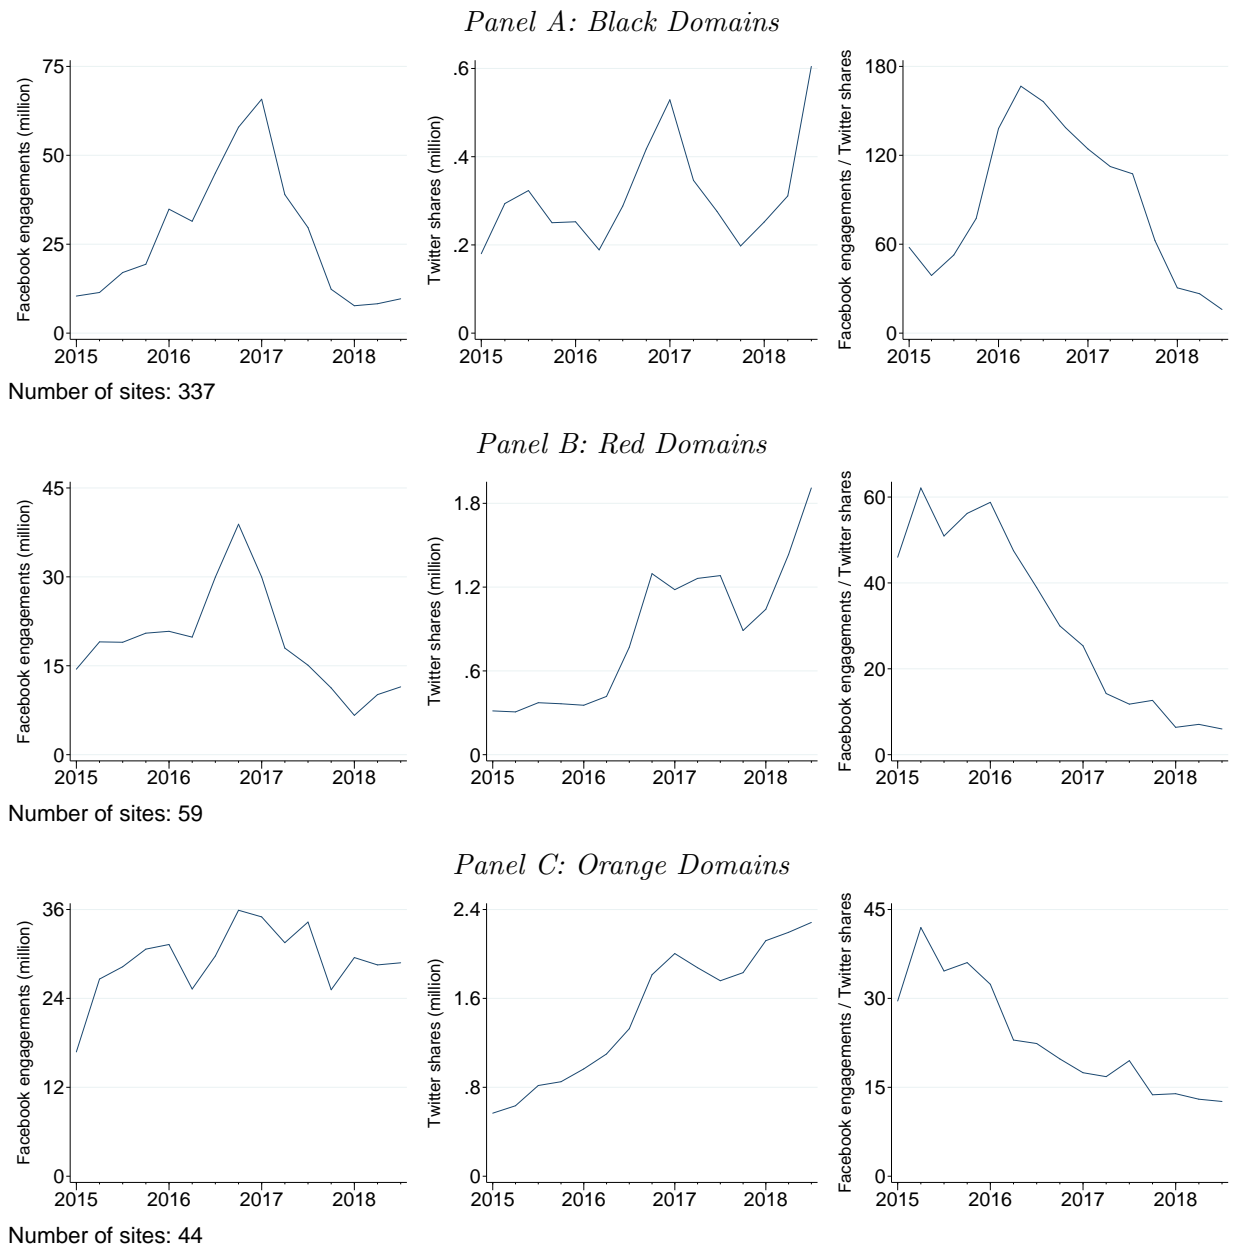 Panel A: Black Domains
Facebook engagements (million)
75
50
25
0
2015 2016 2017 2018
Twitter shares (million)
.6
.4
.2
0
2015 2016 2017 2018
Facebook engagements / Twitter shares
180
120
60
0
2015 2016 2017 2018
Number of sites: 337
Panel B: Red Domains
Facebook engagements (million)
45
30
15
0
2015 2016 2017 2018
Twitter shares (million)
1.8
1.2
.6
0
2015 2016 2017 2018
Facebook engagements / Twitter shares
60
40
20
0
2015 2016 2017 2018
Number of sites: 59
Panel C: Orange Domains
Facebook engagements (million)
36
24
12
0
2015 2016 2017 2018
Twitter shares (million)
2.4
1.6
.8
0
2015 2016 2017 2018
Facebook engagements / Twitter shares
45
30
15
0
2015 2016 2017 2018
Number of sites: 44